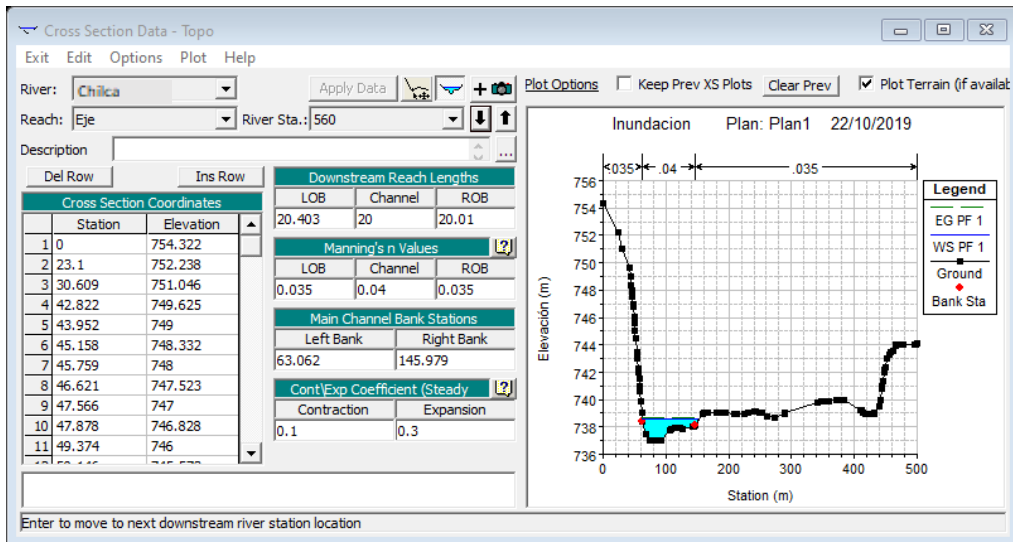 Cross Section Data - Topo
Exit Edit Options Plot Help
River: Chilca Apply Data
Reach: Eje River Sta.: 560
Description ...
Del Row Ins Row
Cross Section Coordinates
Station Elevation
1 0 754.322
2 23.1 752.238
3 30.609 751.046
4 42.822 749.625
5 43.952 749
6 45.158 748.332
7 45.759 748
8 46.621 747.523
9 47.566 747
10 47.878 746.828
11 49.374 746
Downstream Reach Lengths
LOB Channel ROB
20.403 20 20.01
Manning's n Values
LOB Channel ROB
0.035 0.04 0.035
Main Channel Bank Stations
Left Bank Right Bank
63.062 145.979
Cont\Exp Coefficient (Steady
Contraction Expansion
0.1 0.3
Plot Options Keep Prev XS Plots Clear Prev Plot Terrain (if availab
Inundacion Plan: Plan1 22/10/2019
.035 .04 .035
756
754
752
750
748
746
744
742
740
738
736
Elevación (m)
0 100 200 300 400 500
Station (m)
Legend
EG PF 1
WS PF 1
Ground
Bank Sta
Enter to move to next downstream river station location